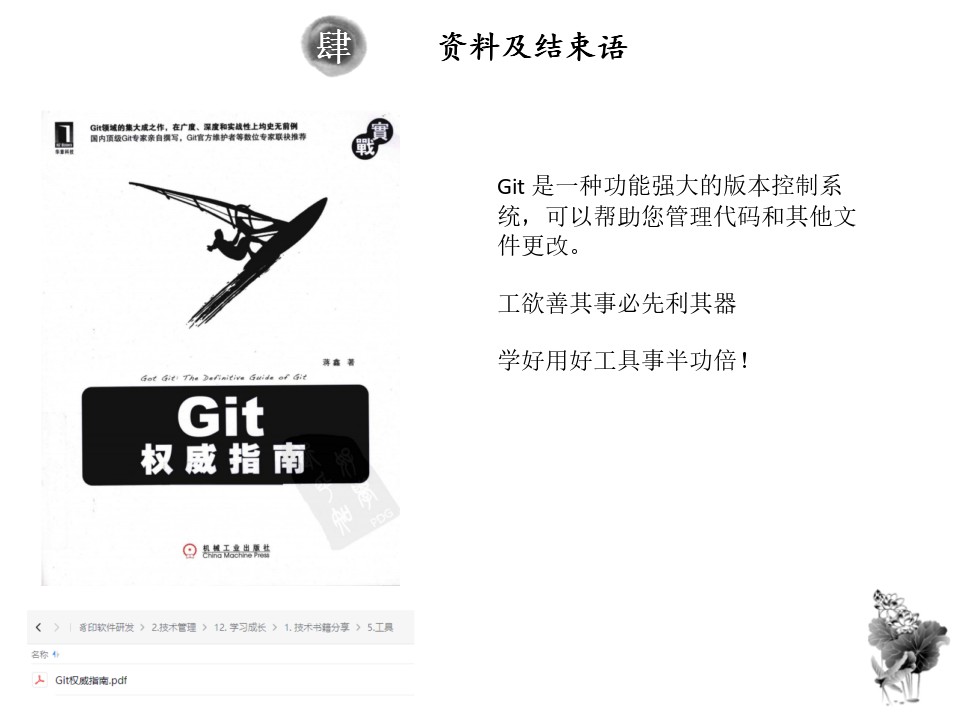 肆
资料及结束语
Git领域的集大成之作，在广度、深度和实战性上均史无前例
国内顶级Git专家亲自撰写，Git官方维护者等数位专家联袂推荐
實
戰
华章科技
蒋鑫 著
Got Git: The Definitive Guide of Git
Git
权威指南
PDG
机械工业出版社
China Machine Press
Git 是一种功能强大的版本控制系
统，可以帮助您管理代码和其他文
件更改。
工欲善其事必先利其器
学好用好工具事半功倍！
印软件研发 > 2.技术管理 > 12. 学习成长 > 1. 技术书籍分享 > 5.工具
名称
Git权威指南.pdf